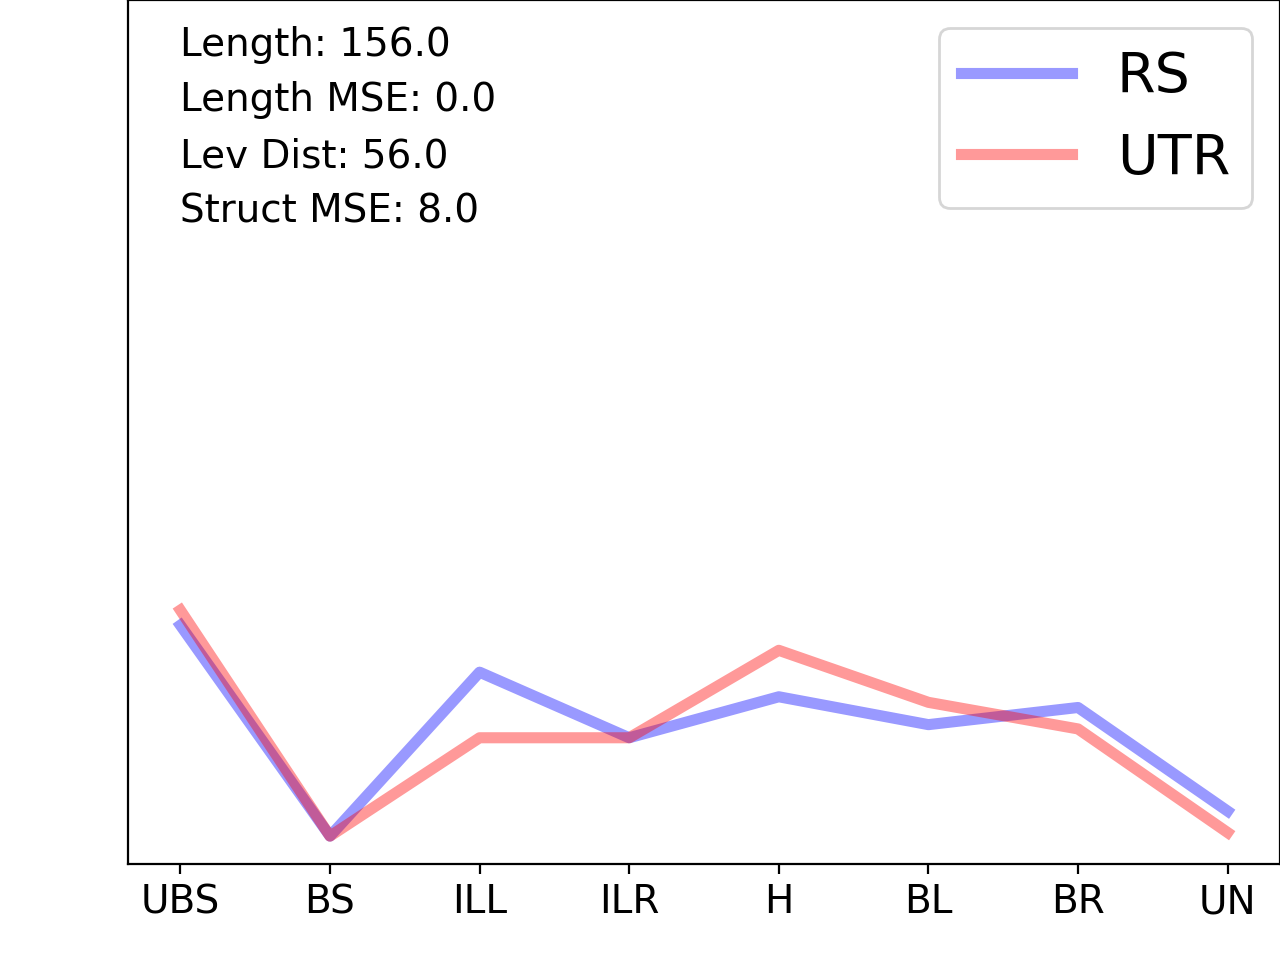 Length: 156.0
Length MSE: 0.0
Lev Dist: 56.0
Struct MSE: 8.0
RS
UTR
UBS BS ILL ILR H BL BR UN